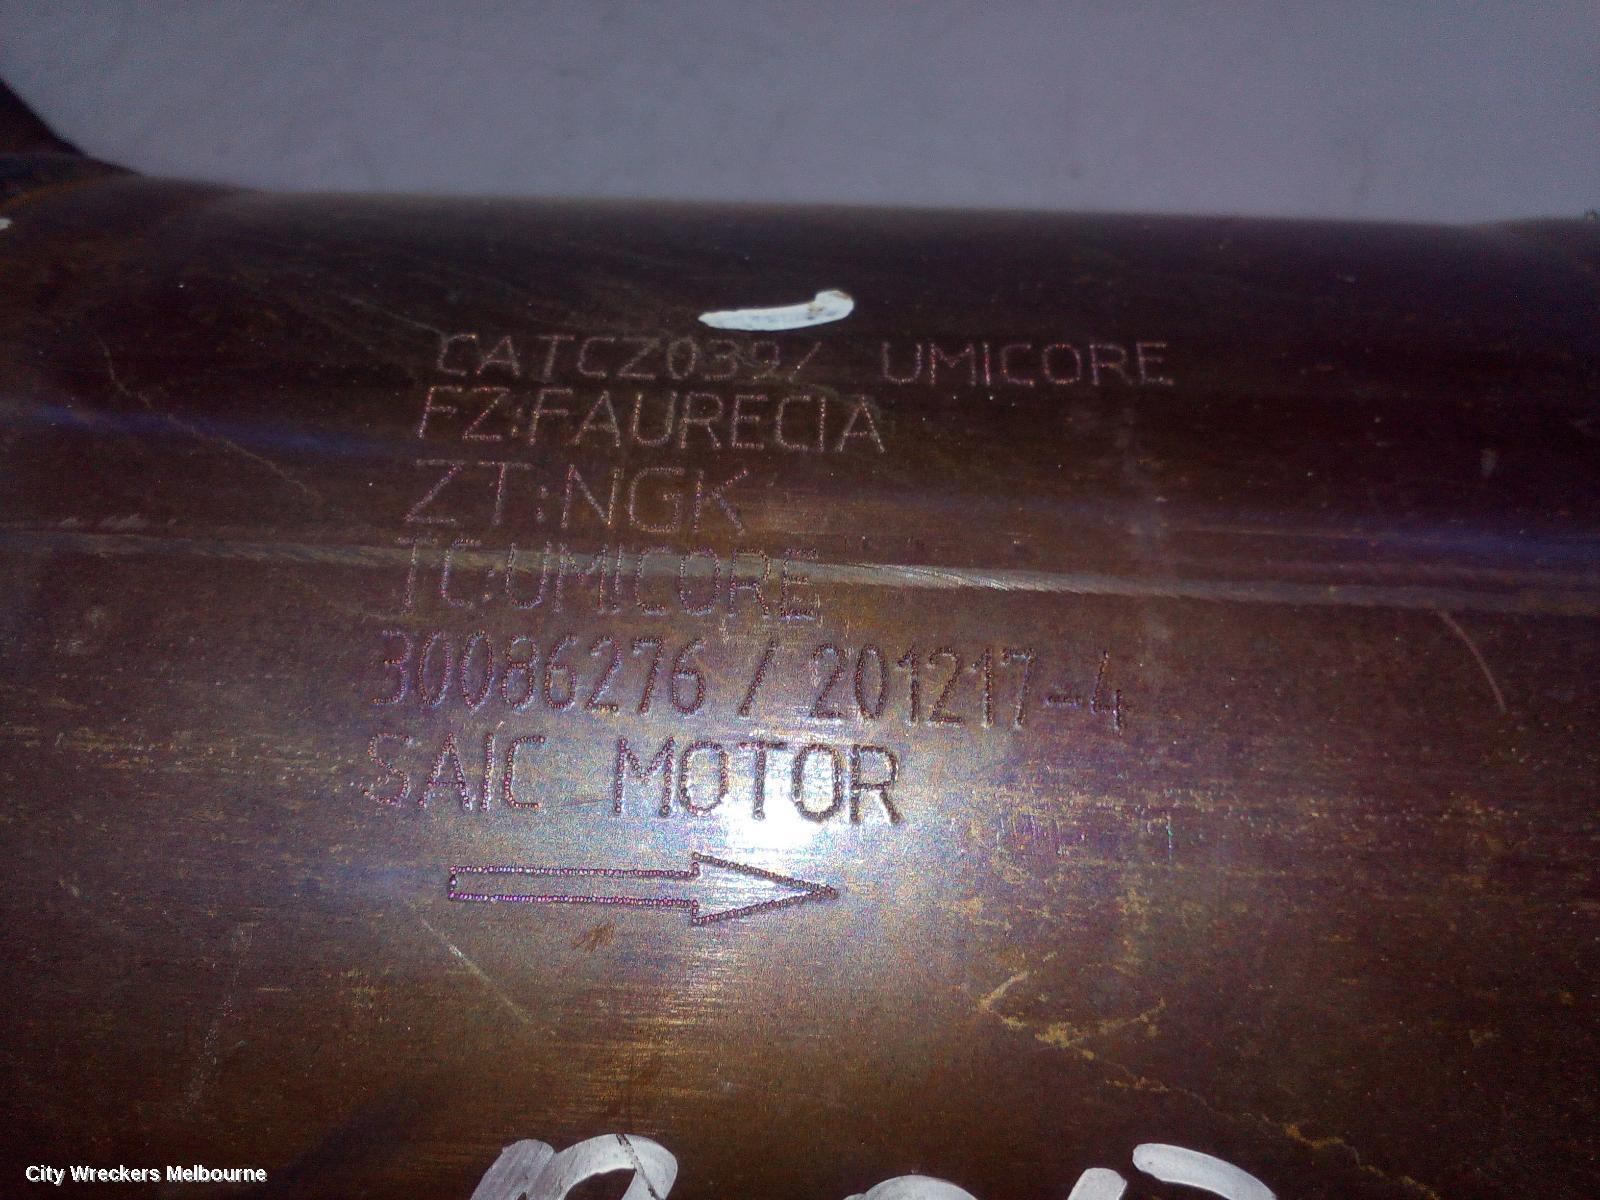 CATCZ039/ UMICORE
FZ:FAURECIA
ZT:NGK
TC:UMICORE
30086276 / 201217-4
SAIC MOTOR
City Wreckers Melbourne